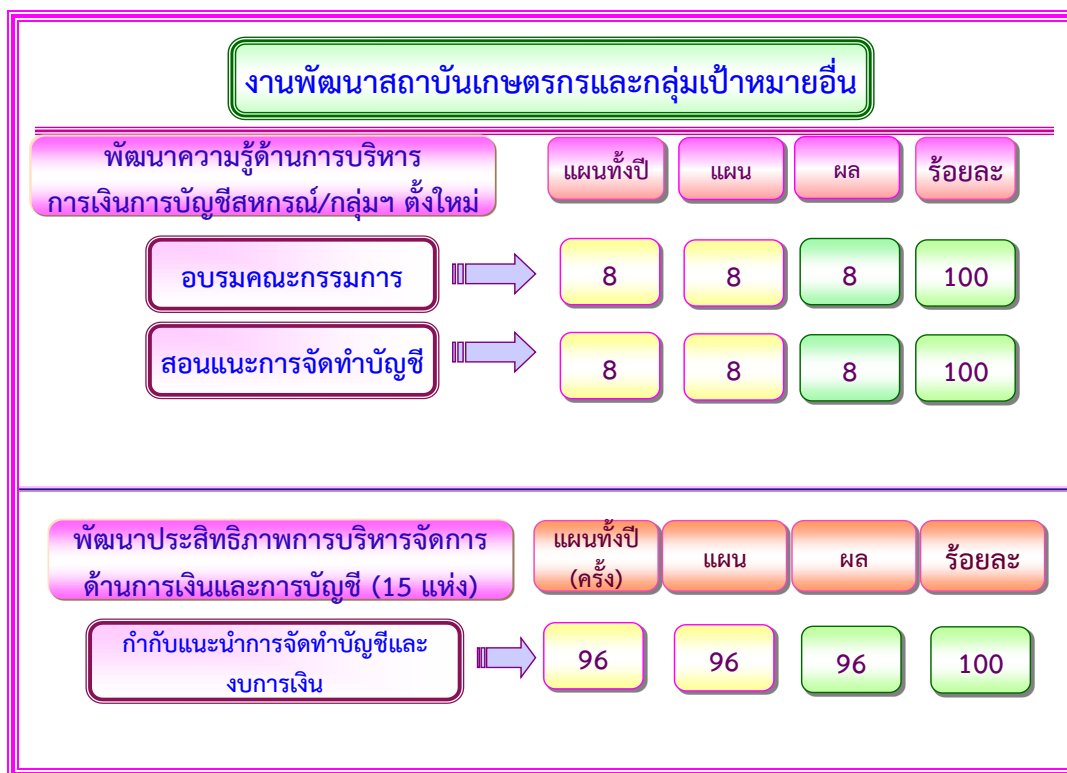 งานพัฒนาสถาบันเกษตรกรและกลุ่มเป้าหมายอื่น
พัฒนาความรู้ด้านการบริหาร
การเงินการบัญชีสหกรณ์/กลุ่มฯ ตั้งใหม่
แผนทั้งปี แผน ผล ร้อยละ
อบรมคณะกรรมการ 8 8 8 100
สอนแนะการจัดทำบัญชี 8 8 8 100
พัฒนาประสิทธิภาพการบริหารจัดการ
ด้านการเงินและการบัญชี (15 แห่ง)
แผนทั้งปี
(ครั้ง)
แผน ผล ร้อยละ
กำกับแนะนำการจัดทำบัญชีและ
งบการเงิน
96 96 96 100